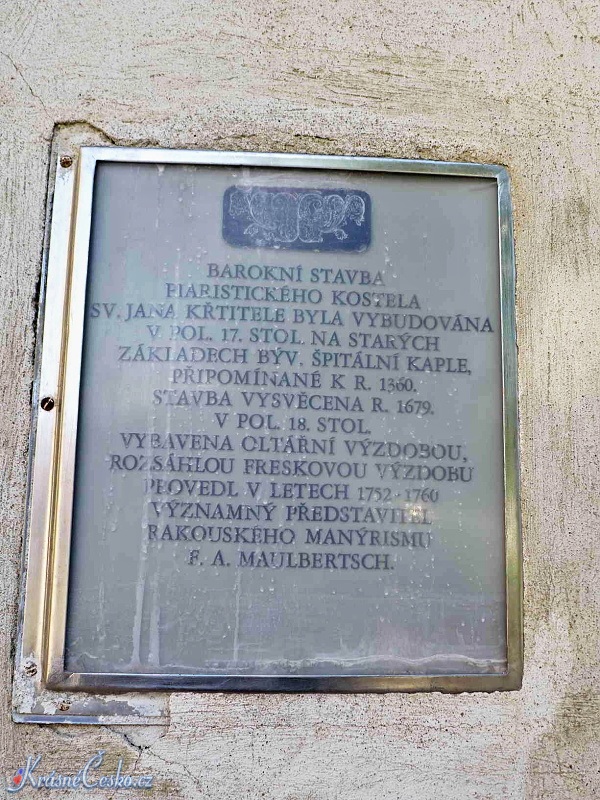 BAROKNÍ STAVBA
PIARISTICKÉHO KOSTELA
SV. JANA KŘTITELE BYLA VYBUDOVÁNA
V POL. 17. STOL. NA STARÝCH
ZÁKLADECH BÝV. ŠPITÁLNÍ KAPLE,
PŘIPOMÍNANÉ K R. 1360.
STAVBA VYSVĚCENA R. 1679.
V POL. 18. STOL.
VYBAVENA OLTÁŘNÍ VÝZDOBOU,
ROZSÁHLOU FRESKOVOU VÝZDOBU
PROVEDL V LETECH 1752-1760
VÝZNAMNÝ PŘEDSTAVITEL
RAKOUSKÉHO MANÝRISMU
F. A. MAULBERTSCH.
KrásnéČesko.cz